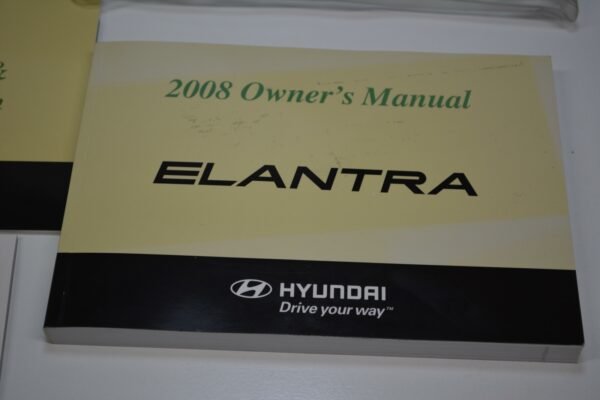 &
2008 Owner's Manual
ELANTRA
HYUNDAI
Drive your way™